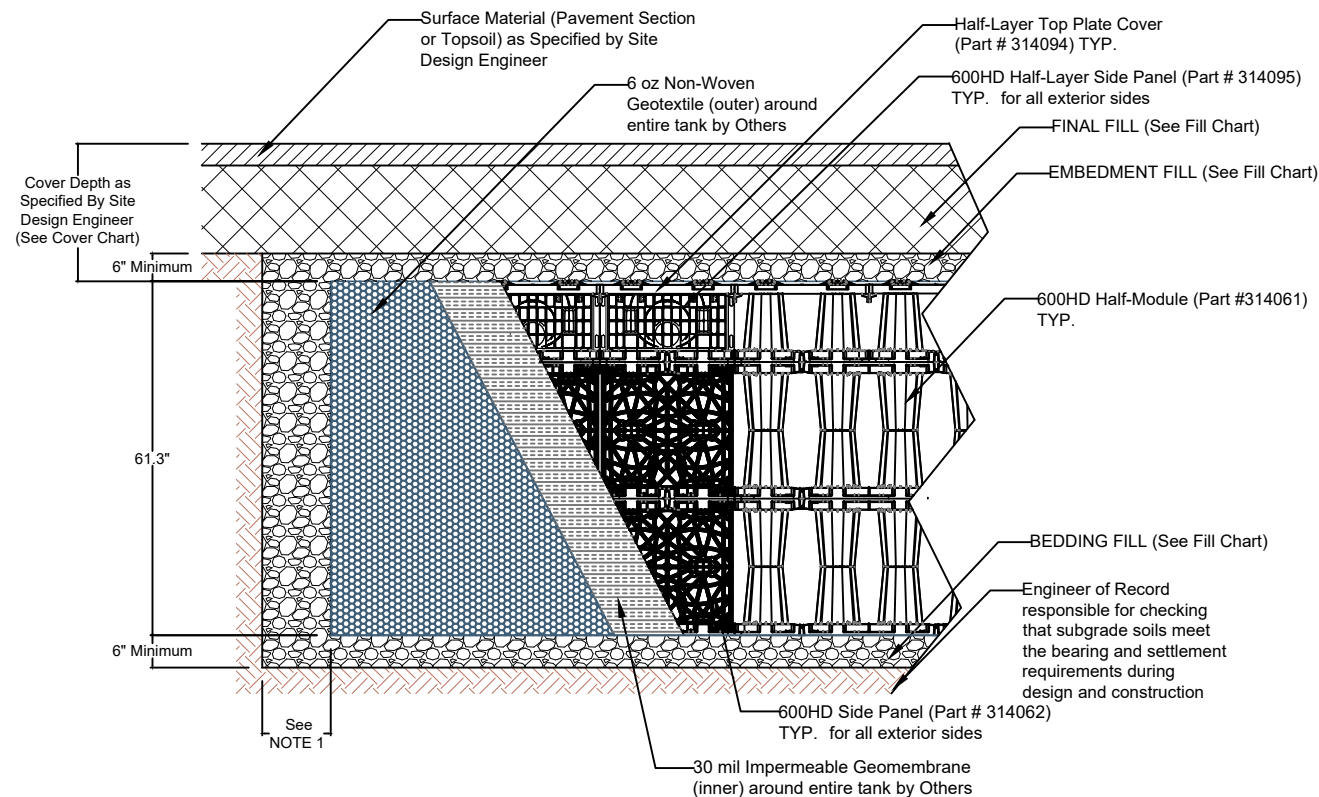 Surface Material (Pavement Section
or Topsoil) as Specified by Site
Design Engineer
Half-Layer Top Plate Cover
(Part # 314094) TYP.
6 oz Non-Woven
Geotextile (outer) around
entire tank by Others
600HD Half-Layer Side Panel (Part # 314095)
TYP. for all exterior sides
FINAL FILL (See Fill Chart)
EMBEDMENT FILL (See Fill Chart)
Cover Depth as
Specified By Site
Design Engineer
(See Cover Chart)
6" Minimum
600HD Half-Module (Part #314061)
TYP.
61.3"
BEDDING FILL (See Fill Chart)
Engineer of Record
responsible for checking
that subgrade soils meet
the bearing and settlement
requirements during
design and construction
6" Minimum
See
NOTE 1
600HD Side Panel (Part # 314062)
TYP. for all exterior sides
30 mil Impermeable Geomembrane
(inner) around entire tank by Others